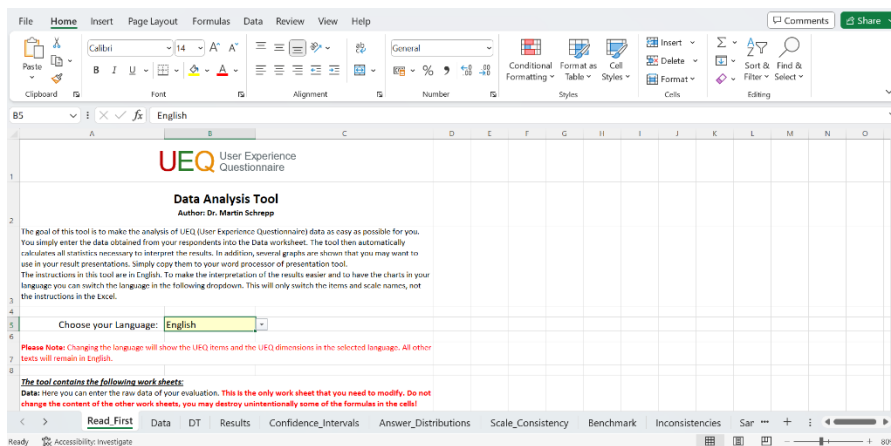 File Home Insert Page Layout Formulas Data Review View Help Comments Share
Calibri 14 A^ A˅ ab General Insert Σ A
Paste Conditional Format as Cell Delete Z Sort & Find &
B I U A % 9 Formatting Table Styles Format Filter Select
Clipboard Font Alignment Number Styles Cells Editing
B5 fx English
A B C D E F G H I J K L M N O
1 UEQ User Experience
Questionnaire
Data Analysis Tool
2 Author: Dr. Martin Schrepp
The goal of this tool is to make the analysis of UEQ (User Experience Questionnaire) data as easy as possible for you.
You simply enter the data obtained from your respondents into the Data worksheet. The tool then automatically
calculates all statistics necessary to interpret the results. In addition, several graphs are shown that you may want to
use in your result presentations. Simply copy them to your word processor of presentation tool.
The instructions in this tool are in English. To make the interpretation of the results easier and to have the charts in your
language you can switch the language in the following dropdown. This will only switch the items and scale names, not
3 the instructions in the Excel.
4
5 Choose your Language: English
6
Please Note: Changing the language will show the UEQ items and the UEQ dimensions in the selected language. All other
7 texts will remain in English.
8
The tool contains the following work sheets:
Data: Here you can enter the raw data of your evaluation. This is the only work sheet that you need to modify. Do not
change the content of the other work sheets, you may destroy unintentionally some of the formulas in the cells!
Read_First Data DT Results Confidence_Intervals Answer_Distributions Scale_Consistency Benchmark Inconsistencies Sar ...
Ready Accessibility: Investigate 80